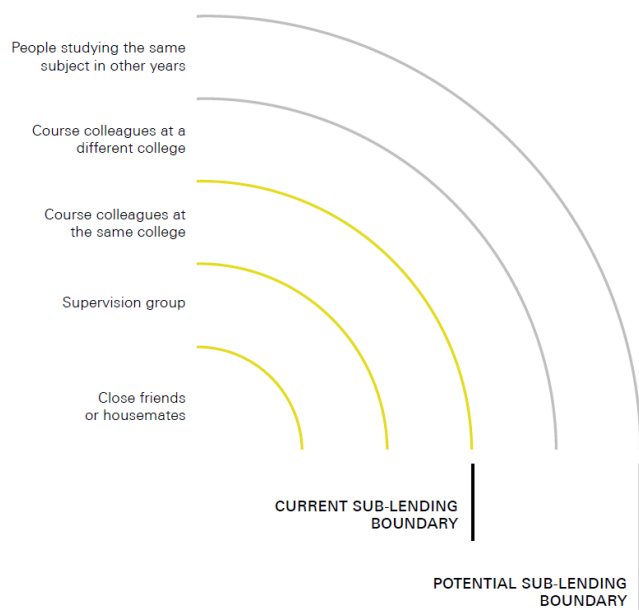 People studying the same
subject in other years
Course colleagues at a
different college
Course colleagues at
the same college
Supervision group
Close friends
or housemates
CURRENT SUB-LENDING
BOUNDARY
POTENTIAL SUB-LENDING
BOUNDARY